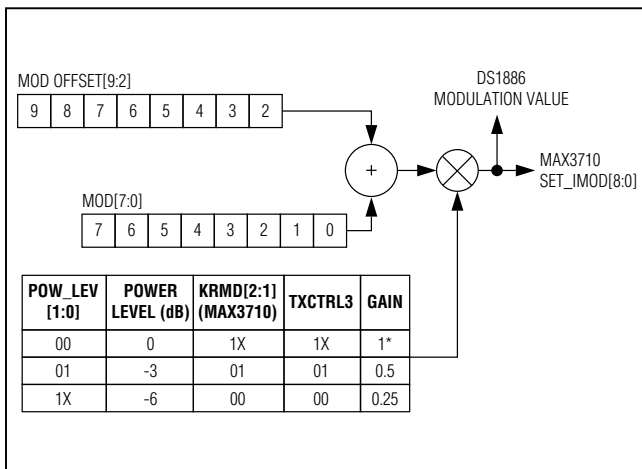 MOD OFFSET[9:2]
9 8 7 6 5 4 3 2
DS1886
MODULATION VALUE
+
MAX3710
SET_IMOD[8:0]
MOD[7:0]
7 6 5 4 3 2 1 0
POW_LEV [1:0] POWER LEVEL (dB) KRMD[2:1] (MAX3710) TXCTRL3 GAIN
00 0 1X 1X 1*
01 -3 01 01 0.5
1X -6 00 00 0.25